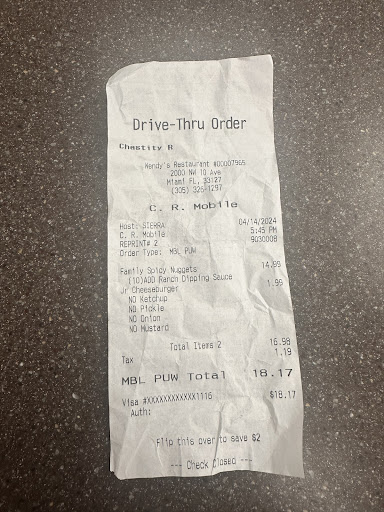 Drive-Thru Order
Chastity R
Wendy's Restaurant #00007965
2000 NW 10 Ave
Miami FL, 33127
(305) 326-1297
C. R. Mobile
Host: SIERRA 04/14/2024
C. R. Mobile 5:45 PM
REPRINT# 2 9030008
Order Type: MBL PUW
Family Spicy Nuggets 14.99
(10)ADD Ranch Dipping Sauce
Jr Cheeseburger 1.99
NO Ketchup
NO Pickle
NO Onion
NO Mustard
Total Items 2 16.98
Tax 1.19
MBL PUW Total 18.17
Visa #XXXXXXXXXXXX1116 $18.17
Auth:
Flip this over to save $2
--- Check Closed ---